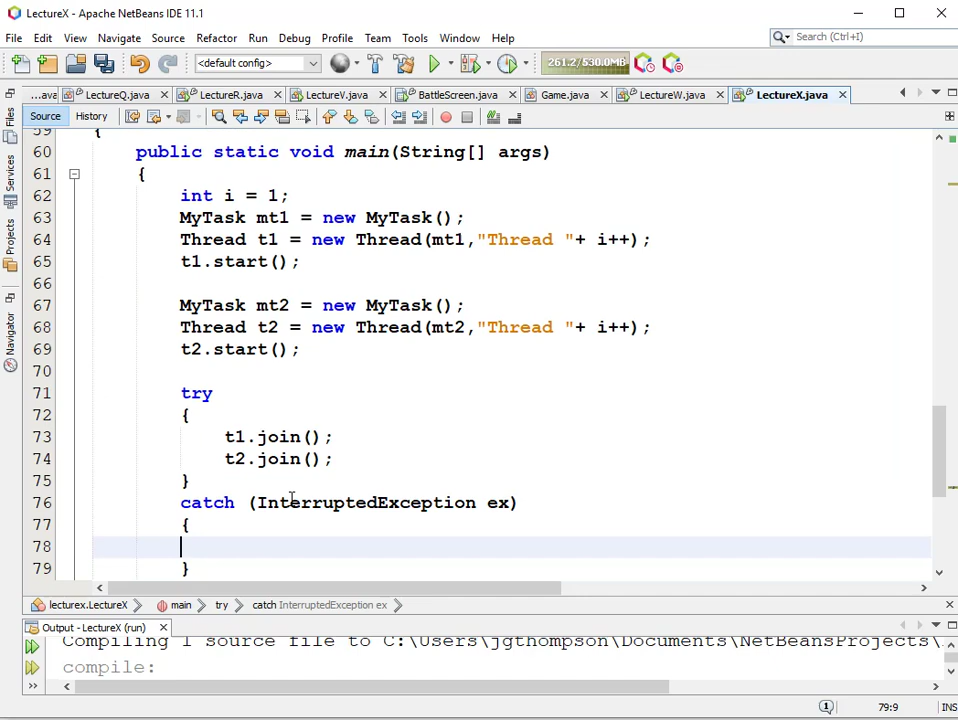 LectureX - Apache NetBeans IDE 11.1
File Edit View Navigate Source Refactor Run Debug Profile Team Tools Window Help
Search (Ctrl+I)
<default config>
261.2/530.0MB
...ava LectureQ.java LectureR.java LectureV.java BattleScreen.java Game.java LectureW.java LectureX.java
Source History
Files
Services
Projects
Navigator
59 {
60 public static void main(String[] args)
61 {
62 int i = 1;
63 MyTask mt1 = new MyTask();
64 Thread t1 = new Thread(mt1,"Thread "+ i++);
65 t1.start();
66
67 MyTask mt2 = new MyTask();
68 Thread t2 = new Thread(mt2,"Thread "+ i++);
69 t2.start();
70
71 try
72 {
73 t1.join();
74 t2.join();
75 }
76 catch (InterruptedException ex)
77 {
78
79 }
lecturex.LectureX main try catch InterruptedException ex
Output - LectureX (run)
Compiling 1 source file to C:\Users\jgthompson\Documents\NetBeansProjects\
compile:
79:9 INS